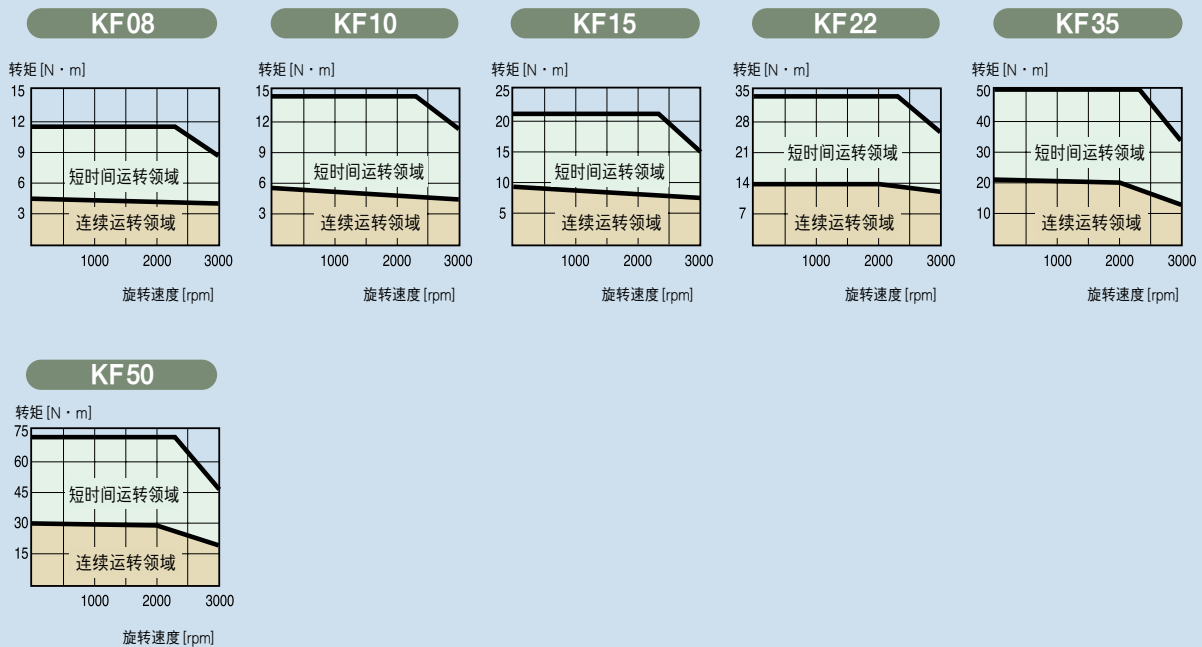 KF08
转矩 [N・m]
15
12
9
6
3
短时间运转领域
连续运转领域
1000 2000 3000
旋转速度 [rpm]
KF10
转矩 [N・m]
15
12
9
6
3
短时间运转领域
连续运转领域
1000 2000 3000
旋转速度 [rpm]
KF15
转矩 [N・m]
25
20
15
10
5
短时间运转领域
连续运转领域
1000 2000 3000
旋转速度 [rpm]
KF22
转矩 [N・m]
35
28
21
14
7
短时间运转领域
连续运转领域
1000 2000 3000
旋转速度 [rpm]
KF35
转矩 [N・m]
50
40
30
20
10
短时间运转领域
连续运转领域
1000 2000 3000
旋转速度 [rpm]
KF50
转矩 [N・m]
75
60
45
30
15
短时间运转领域
连续运转领域
1000 2000 3000
旋转速度 [rpm]